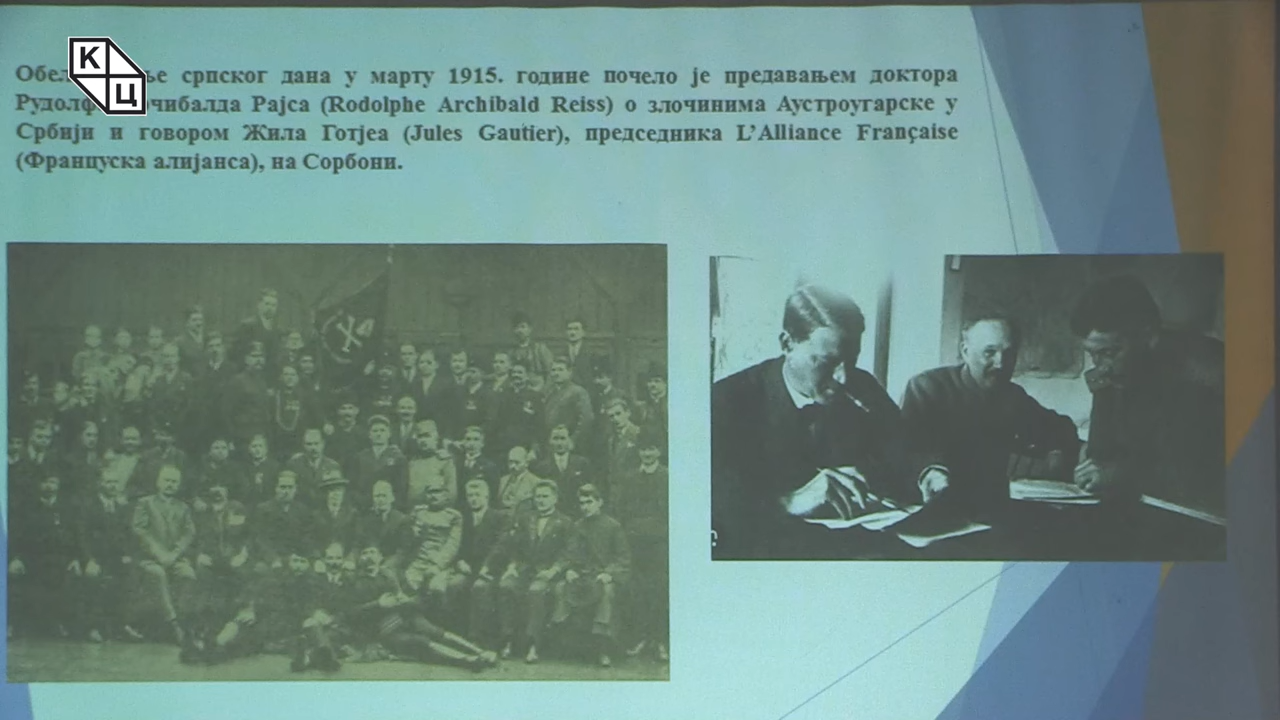 КЦ
српског дана у марту 1915. године почело је предавањем доктора
Рајса (Rodolphe Archibald Reiss) о злочинима Аустроугарске у
Србији и говором Жила Готјеа (Jules Gautier), председника L’Alliance Française
(Француска алијанса), на Сорбони.